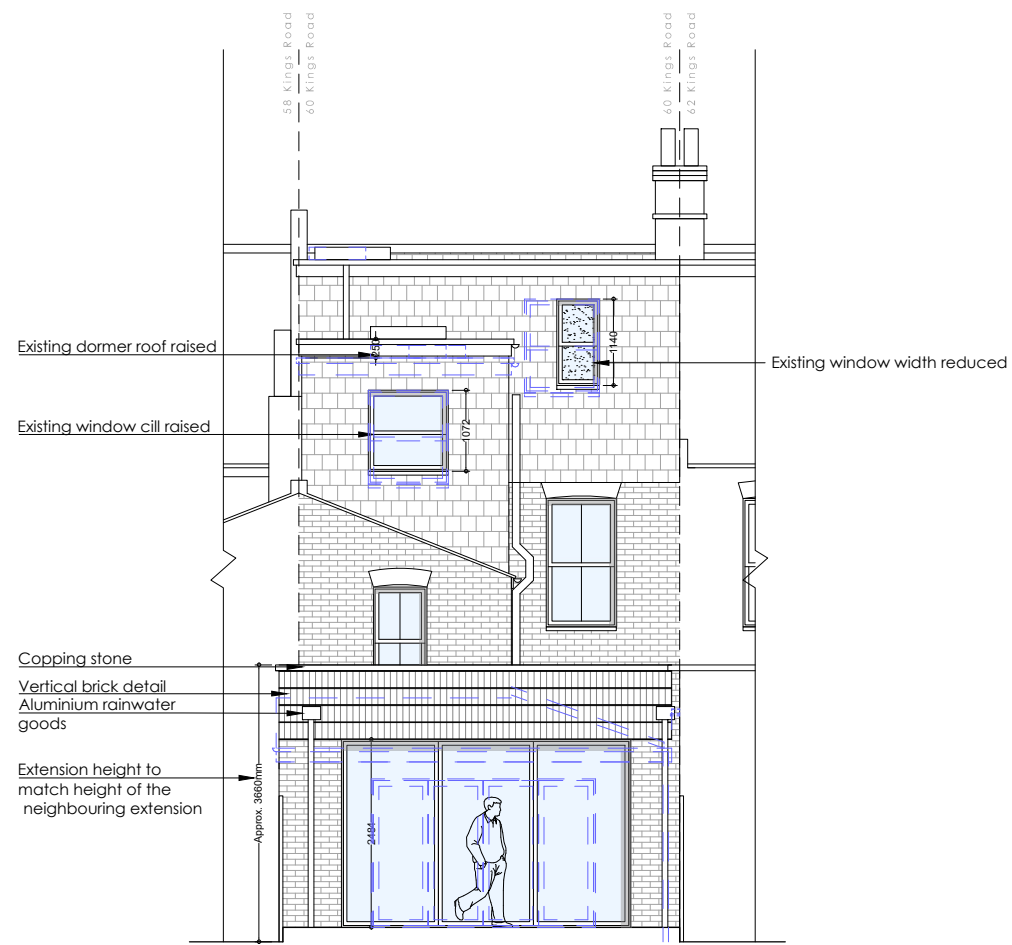 58 Kings Road
60 Kings Road
60 Kings Road
62 Kings Road
Existing dormer roof raised
250
1140
Existing window width reduced
Existing window cill raised
1072
Copping stone
Vertical brick detail
Aluminium rainwater
goods
Extension height to
match height of the
neighbouring extension
Approx. 3660mm
2481